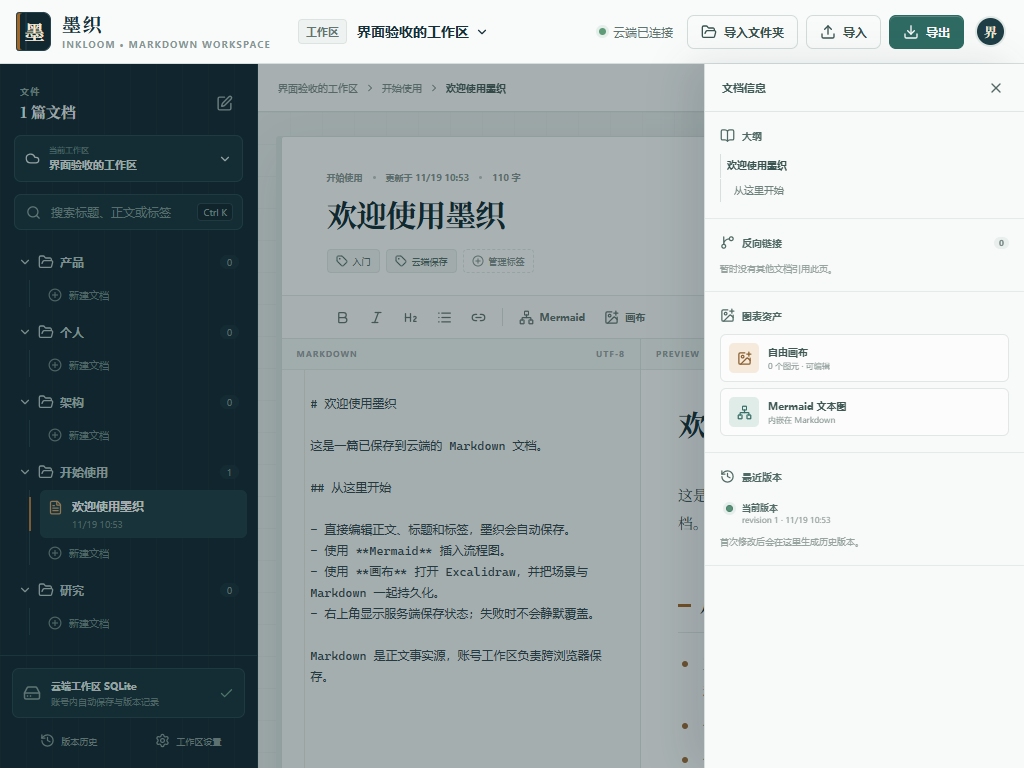 墨
墨织
INKLOOM • MARKDOWN WORKSPACE
工作区
界面验收的工作区
云端已连接
导入文件夹
导入
导出
界
文件
1 篇文档
当前工作区
界面验收的工作区
搜索标题、正文或标签
Ctrl K
产品
0
新建文档
个人
0
新建文档
架构
0
新建文档
开始使用
1
欢迎使用墨织
11/19 10:53
新建文档
研究
0
新建文档
云端工作区 SQLite
账号内自动保存与版本记录
版本历史
工作区设置
界面验收的工作区
开始使用
欢迎使用墨织
开始使用 • 更新于 11/19 10:53 • 110 字
欢迎使用墨织
入门
云端保存
管理标签
B
I
H₂
Mermaid
画布
MARKDOWN
UTF-8
PREVIEW
# 欢迎使用墨织
这是一篇已保存到云端的 Markdown 文档。
## 从这里开始
- 直接编辑正文、标题和标签，墨织会自动保存。
- 使用 **Mermaid** 插入流程图。
- 使用 **画布** 打开 Excalidraw，并把场景与
Markdown 一起持久化。
- 右上角显示服务端保存状态；失败时不会静默覆盖。
Markdown 是正文事实源，账号工作区负责跨浏览器保
存。
欢
这是
档。
文档信息
大纲
欢迎使用墨织
从这里开始
反向链接
0
暂时没有其他文档引用此页。
图表资产
自由画布
0 个图元 · 可编辑
Mermaid 文本图
内嵌在 Markdown
最近版本
当前版本
revision 1 · 11/19 10:53
首次修改后会在这里生成历史版本。